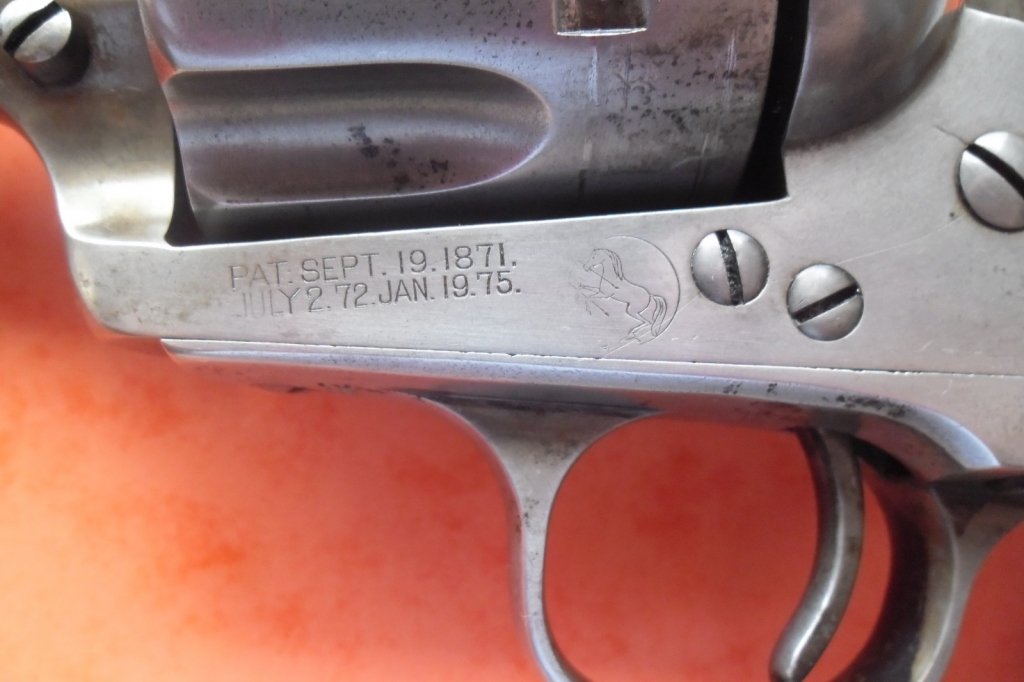 PAT. SEPT. 19. 1871.
JULY 2. 72. JAN. 19. 75.